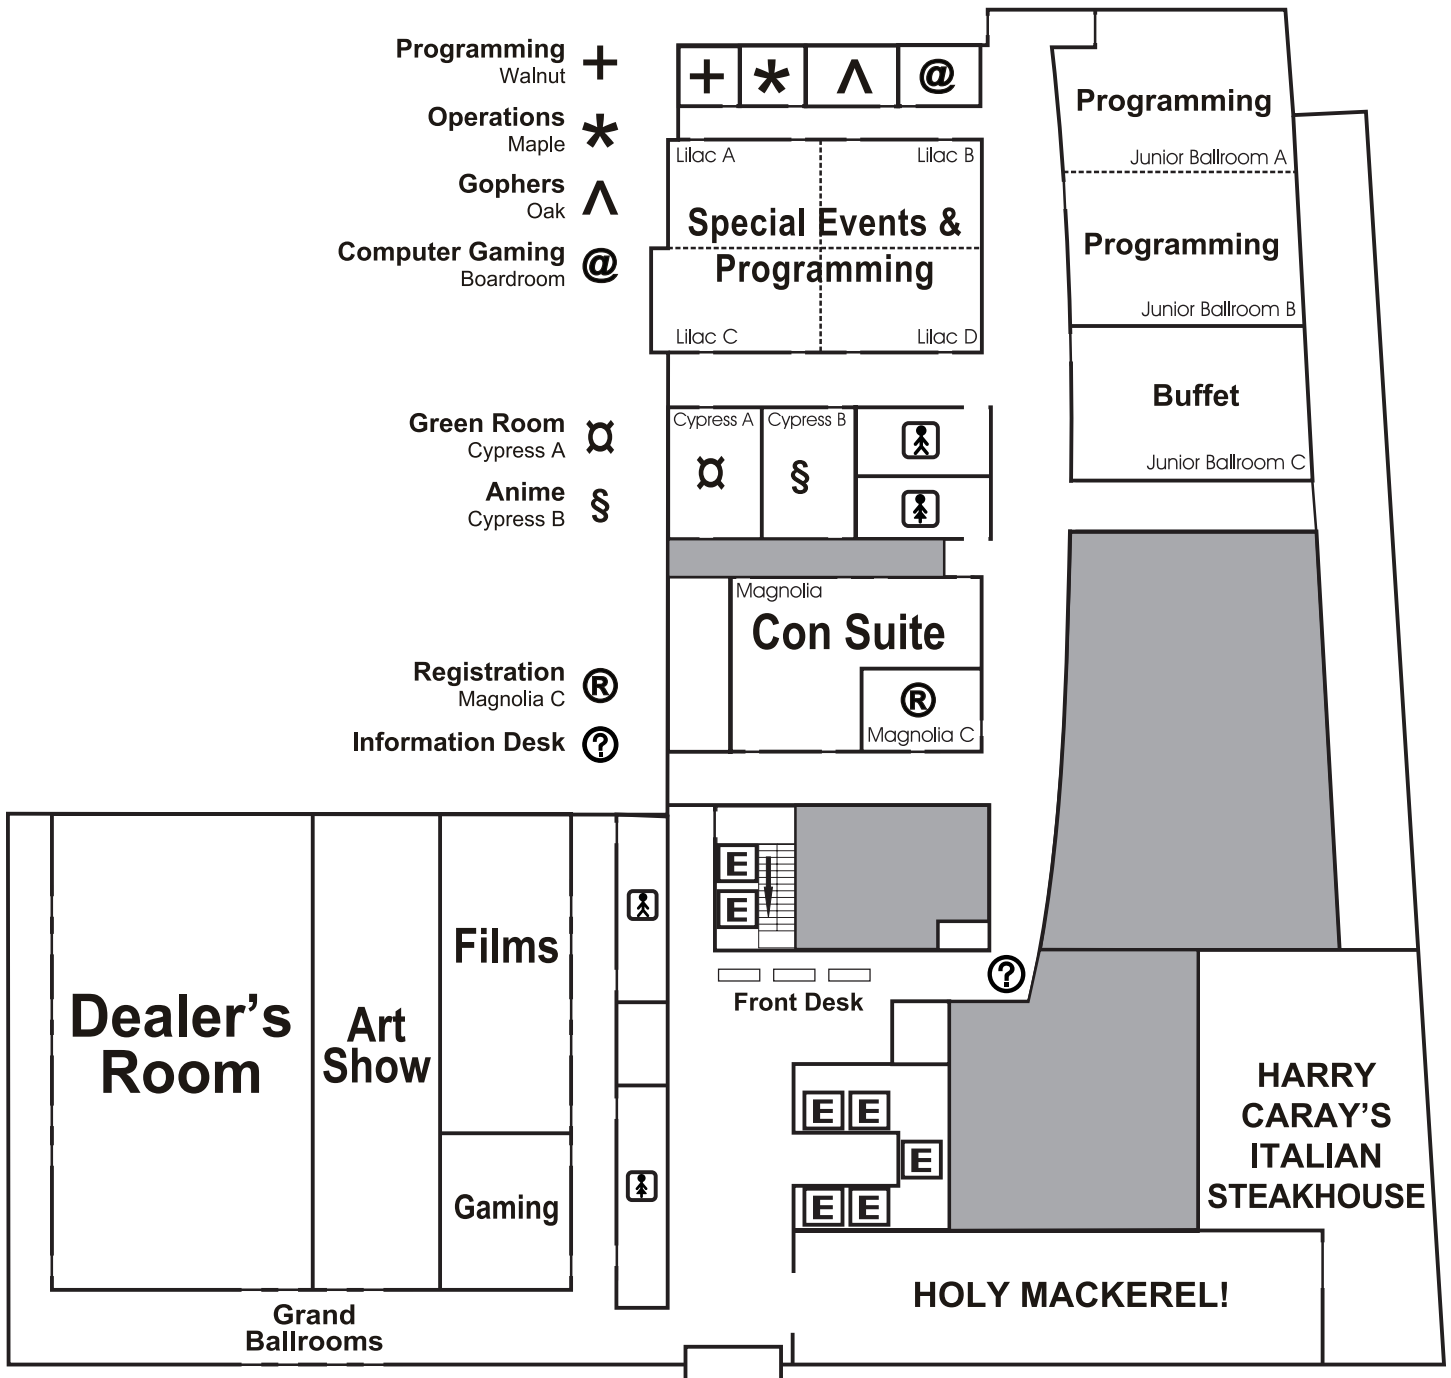 Programming +
Walnut
Operations *
Maple
Gophers Λ
Oak
Computer Gaming @
Boardroom
Green Room ¤
Cypress A
Anime §
Cypress B
Registration ®
Magnolia C
Information Desk ?
+ * Λ @
Lilac A
Lilac B
Special Events &
Programming
Lilac C
Lilac D
Programming
Junior Ballroom A
Programming
Junior Ballroom B
Buffet
Junior Ballroom C
Cypress A
¤
Cypress B
§
Magnolia
Con Suite
®
Magnolia C
E
E
?
Front Desk
Dealer's
Room
Art
Show
Films
Gaming
Grand
Ballrooms
E E
E
E E
HARRY
CARAY'S
ITALIAN
STEAKHOUSE
HOLY MACKEREL!